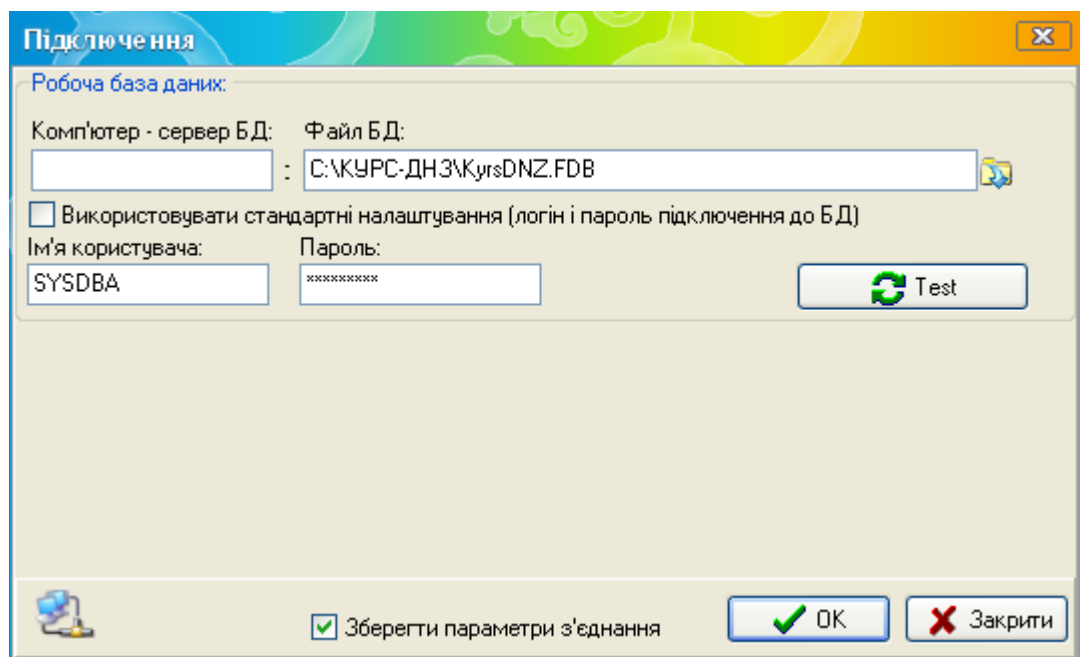 Підключення
Робоча база даних:
Комп'ютер - сервер БД: Файл БД:
: C:\КУРС-ДНЗ\KyrsDNZ.FDB
Використовувати стандартні налаштування (логін і пароль підключення до БД)
Ім'я користувача: Пароль:
SYSDBA ********* Test
Зберегти параметри з'єднання OK Закрити